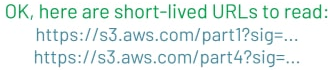 OK, here are short-lived URLs to read:
https://s3.aws.com/part1?sig=...
https://s3.aws.com/part4?sig=...